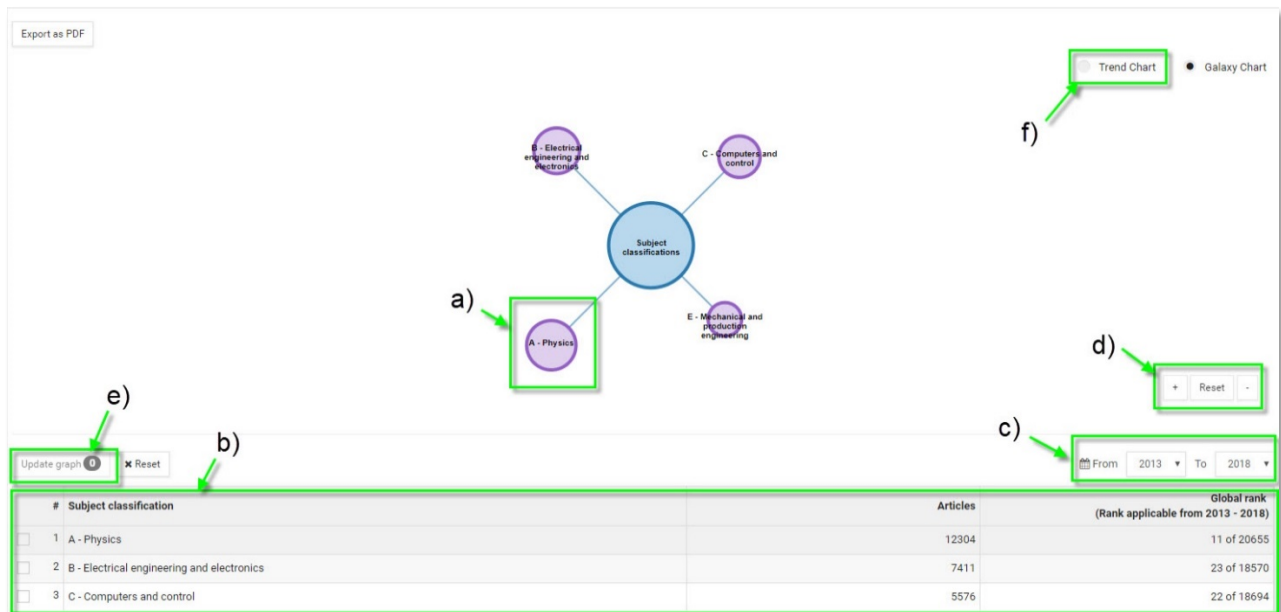 Export as PDF
Trend Chart
Galaxy Chart
f)
B - Electrical
engineering and
electronics
C - Computers and
control
Subject
classifications
a)
E - Mechanical and
production
engineering
A - Physics
d)
+ Reset -
e)
b)
c)
Update graph 0
× Reset
From 2013 To 2018
# Subject classification Articles Global rank
(Rank applicable from 2013 - 2018)
1 A - Physics 12304 11 of 20655
2 B - Electrical engineering and electronics 7411 23 of 18570
3 C - Computers and control 5576 22 of 18694